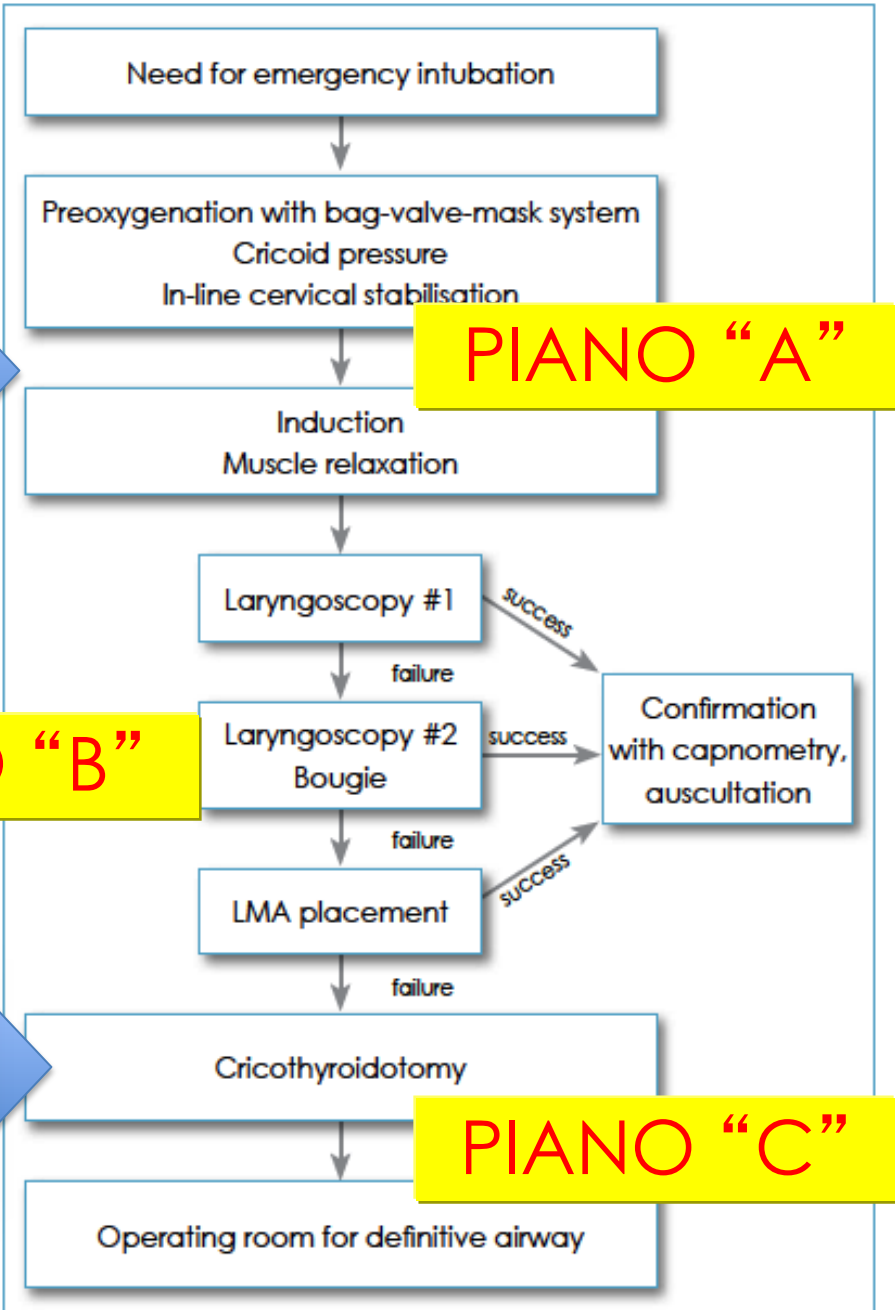 Need for emergency intubation
Preoxygenation with bag-valve-mask system
Cricoid pressure
In-line cervical stabilisation
PIANO “A”
Induction
Muscle relaxation
Laryngoscopy #1
success
failure
“B”
Laryngoscopy #2
Bougie
success
Confirmation
with capnometry,
auscultation
failure
LMA placement
success
failure
Cricothyroidotomy
PIANO “C”
Operating room for definitive airway